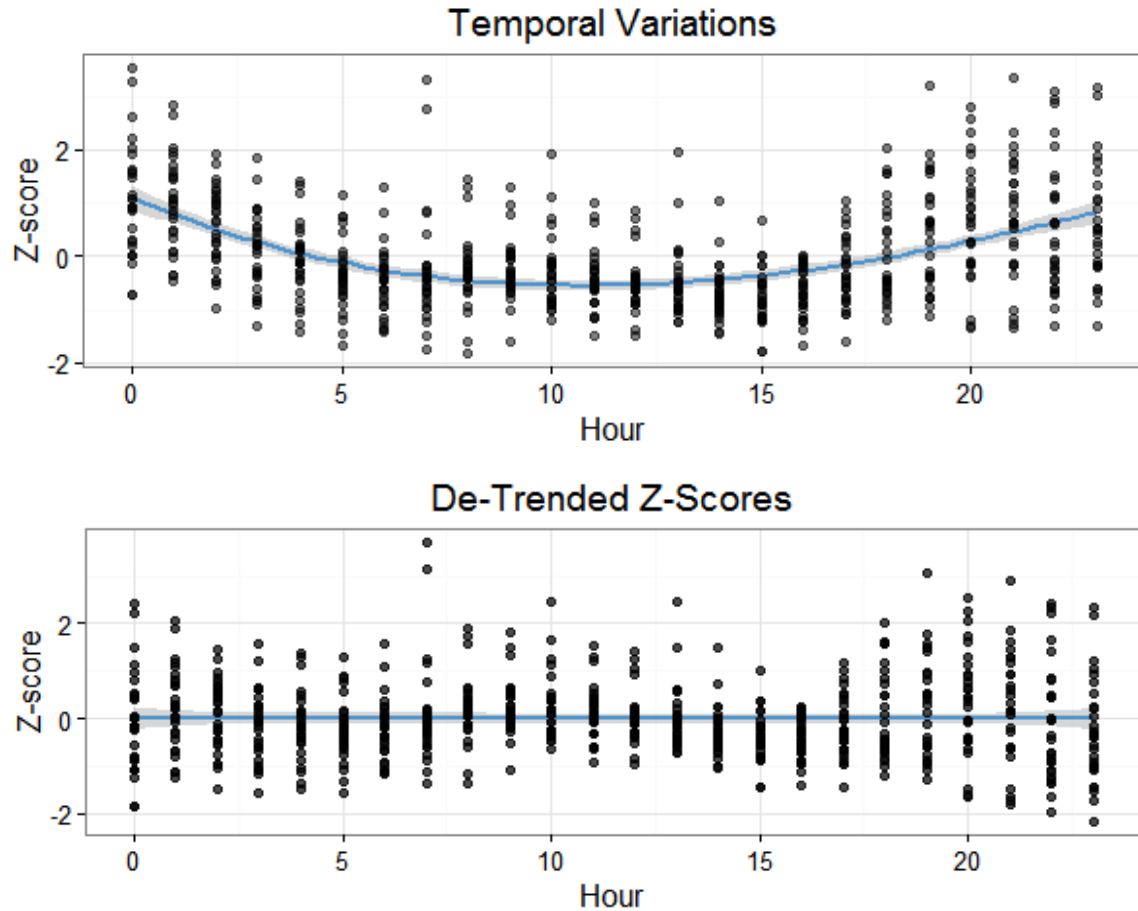 Temporal Variations
Z-score
2
0
-2
0 5 10 15 20
Hour
De-Trended Z-Scores
Z-score
2
0
-2
0 5 10 15 20
Hour